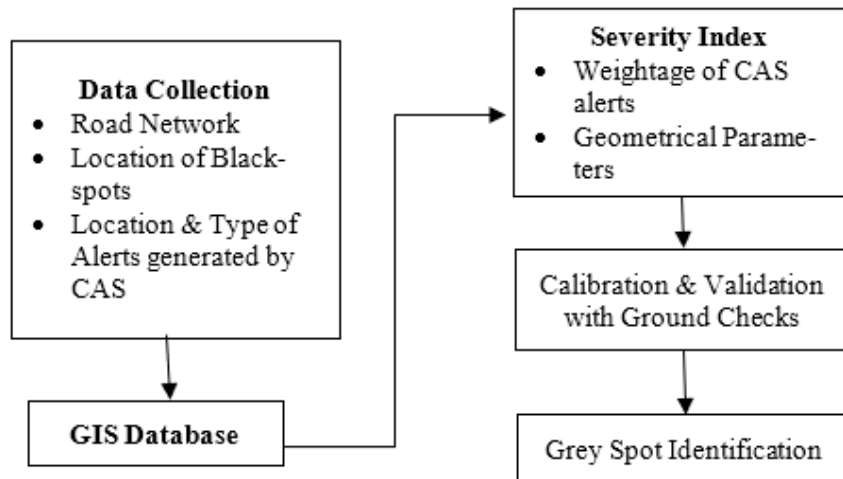 Data Collection
• Road Network
• Location of Black-
spots
• Location & Type of
Alerts generated by
CAS
GIS Database
Severity Index
• Weightage of CAS
alerts
• Geometrical Parame-
ters
Calibration & Validation
with Ground Checks
Grey Spot Identification